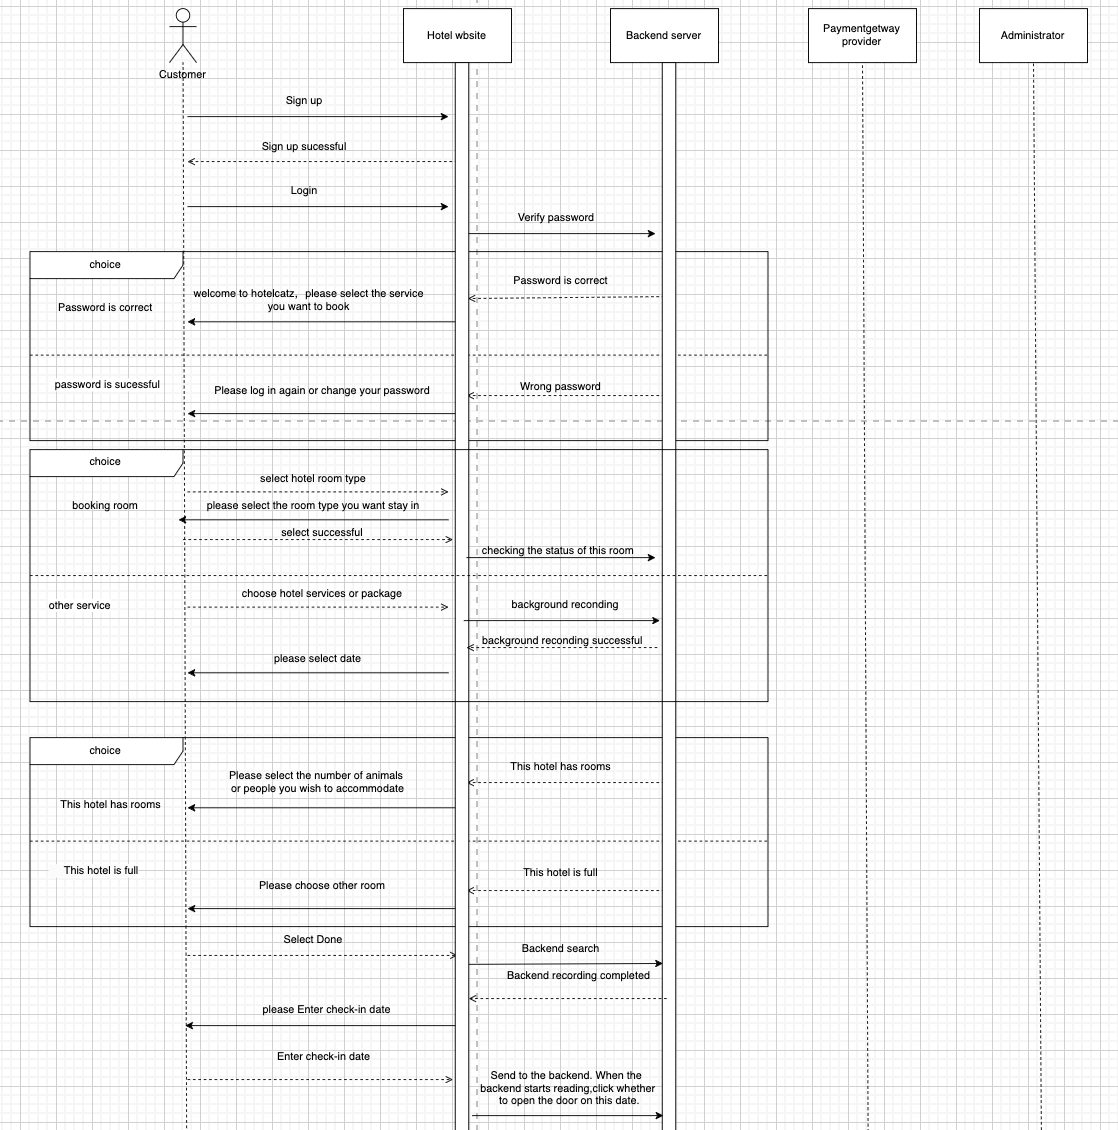 Customer
Hotel wbsite
Backend server
Paymentgetway
provider
Administrator
Sign up
Sign up sucessful
Login
Verify password
choice
Password is correct
welcome to hotelcatz，please select the service
you want to book
Password is correct
password is sucessful
Please log in again or change your password
Wrong password
choice
select hotel room type
booking room
please select the room type you want stay in
select successful
checking the status of this room
choose hotel services or package
other service
background reconding
background reconding successful
please select date
choice
This hotel has rooms
Please select the number of animals
or people you wish to accommodate
This hotel has rooms
This hotel is full
This hotel is full
Please choose other room
Select Done
Backend search
Backend recording completed
please Enter check-in date
Enter check-in date
Send to the backend. When the
backend starts reading,click whether
to open the door on this date.